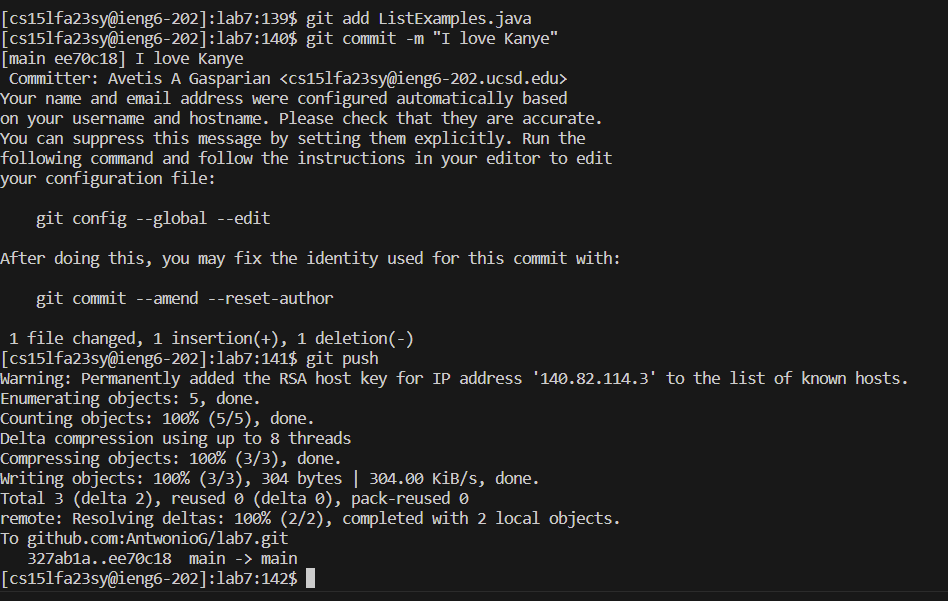 [cs15lfa23sy@ieng6-202]:lab7:139$ git add ListExamples.java
[cs15lfa23sy@ieng6-202]:lab7:140$ git commit -m "I love Kanye"
[main ee70c18] I love Kanye
 Committer: Avetis A Gasparian <cs15lfa23sy@ieng6-202.ucsd.edu>
Your name and email address were configured automatically based
on your username and hostname. Please check that they are accurate.
You can suppress this message by setting them explicitly. Run the
following command and follow the instructions in your editor to edit
your configuration file:

    git config --global --edit

After doing this, you may fix the identity used for this commit with:

    git commit --amend --reset-author

 1 file changed, 1 insertion(+), 1 deletion(-)
[cs15lfa23sy@ieng6-202]:lab7:141$ git push
Warning: Permanently added the RSA host key for IP address '140.82.114.3' to the list of known hosts.
Enumerating objects: 5, done.
Counting objects: 100% (5/5), done.
Delta compression using up to 8 threads
Compressing objects: 100% (3/3), done.
Writing objects: 100% (3/3), 304 bytes | 304.00 KiB/s, done.
Total 3 (delta 2), reused 0 (delta 0), pack-reused 0
remote: Resolving deltas: 100% (2/2), completed with 2 local objects.
To github.com:AntwonioG/lab7.git
   327ab1a..ee70c18  main -> main
[cs15lfa23sy@ieng6-202]:lab7:142$